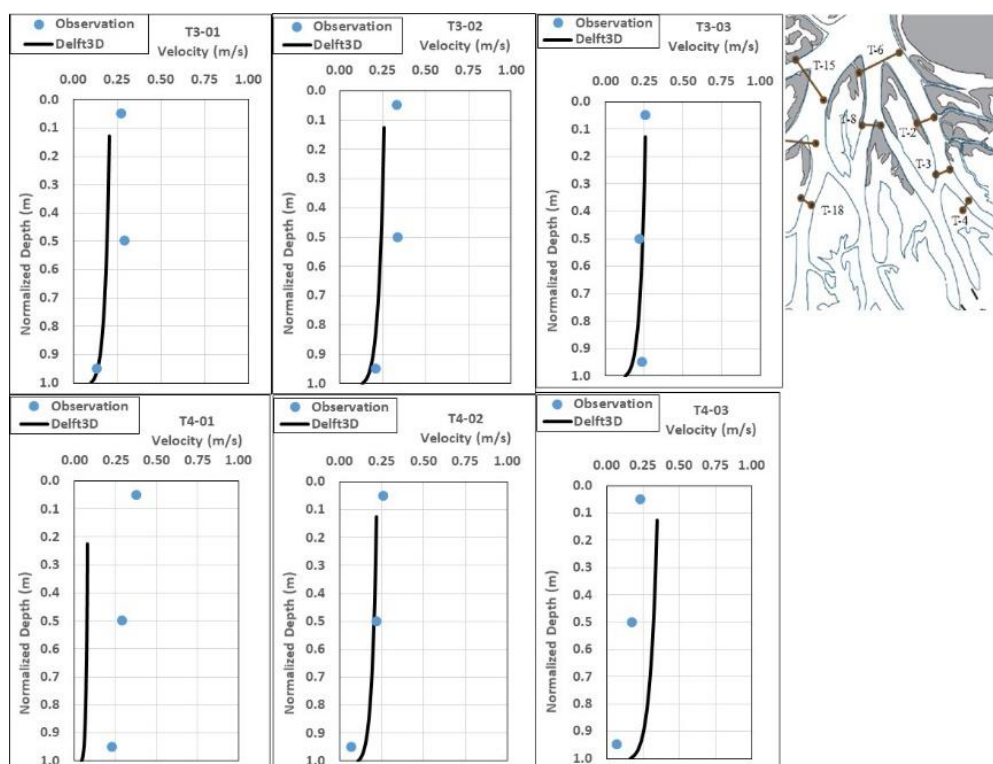 Observation
Delft3D
T3-01
Velocity (m/s)
0.00 0.25 0.50 0.75 1.00
0.0
0.1
0.2
0.3
0.4
0.5
0.6
0.7
0.8
0.9
1.0
Normalized Depth (m)
Observation
Delft3D
T3-02
Velocity (m/s)
0.00 0.25 0.50 0.75 1.00
0.0
0.1
0.2
0.3
0.4
0.5
0.6
0.7
0.8
0.9
1.0
Normalized Depth (m)
Observation
Delft3D
T3-03
Velocity (m/s)
0.00 0.25 0.50 0.75 1.00
0.0
0.1
0.2
0.3
0.4
0.5
0.6
0.7
0.8
0.9
1.0
Normalized Depth (m)
T-6
T-15
T-8
T-2
T-3
T-18
T-4
Observation
Delft3D
T4-01
Velocity (m/s)
0.00 0.25 0.50 0.75 1.00
0.0
0.1
0.2
0.3
0.4
0.5
0.6
0.7
0.8
0.9
1.0
Normalized Depth (m)
Observation
Delft3D
T4-02
Velocity (m/s)
0.00 0.25 0.50 0.75 1.00
0.0
0.1
0.2
0.3
0.4
0.5
0.6
0.7
0.8
0.9
1.0
Normalized Depth (m)
Observation
Delft3D
T4-03
Velocity (m/s)
0.00 0.25 0.50 0.75 1.00
0.0
0.1
0.2
0.3
0.4
0.5
0.6
0.7
0.8
0.9
1.0
Normalized Depth (m)